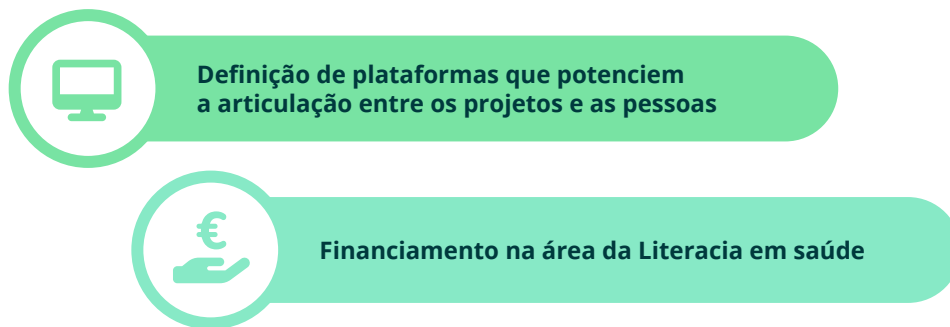 Definição de plataformas que potenciem
a articulação entre os projetos e as pessoas
€
Financiamento na área da Literacia em saúde